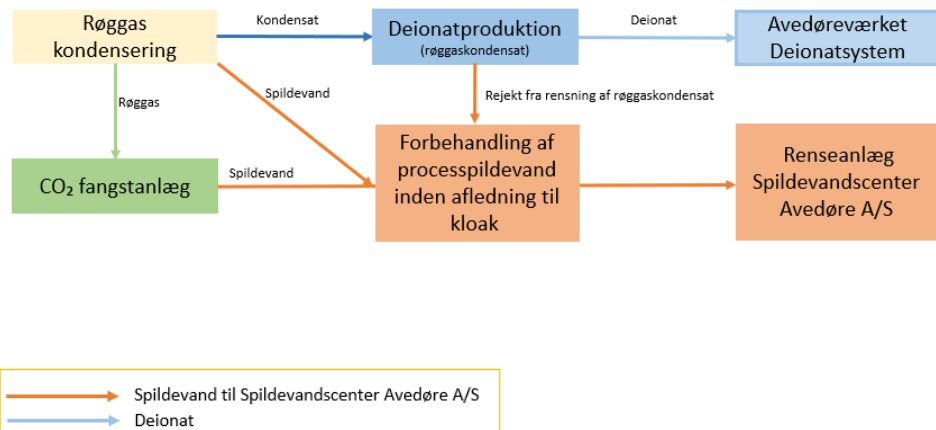 Røggas
kondensering
Kondensat
Deionatproduktion
(røggaskondensat)
Deionat
Avedøreværket
Deionatsystem
Røggas
Spildevand
Rejekt fra rensning af røggaskondensat
CO₂ fangstanlæg
Spildevand
Forbehandling af
processpildevand
inden afledning til
kloak
Renseanlæg
Spildevandscenter
Avedøre A/S
Spildevand til Spildevandscenter Avedøre A/S
Deionat